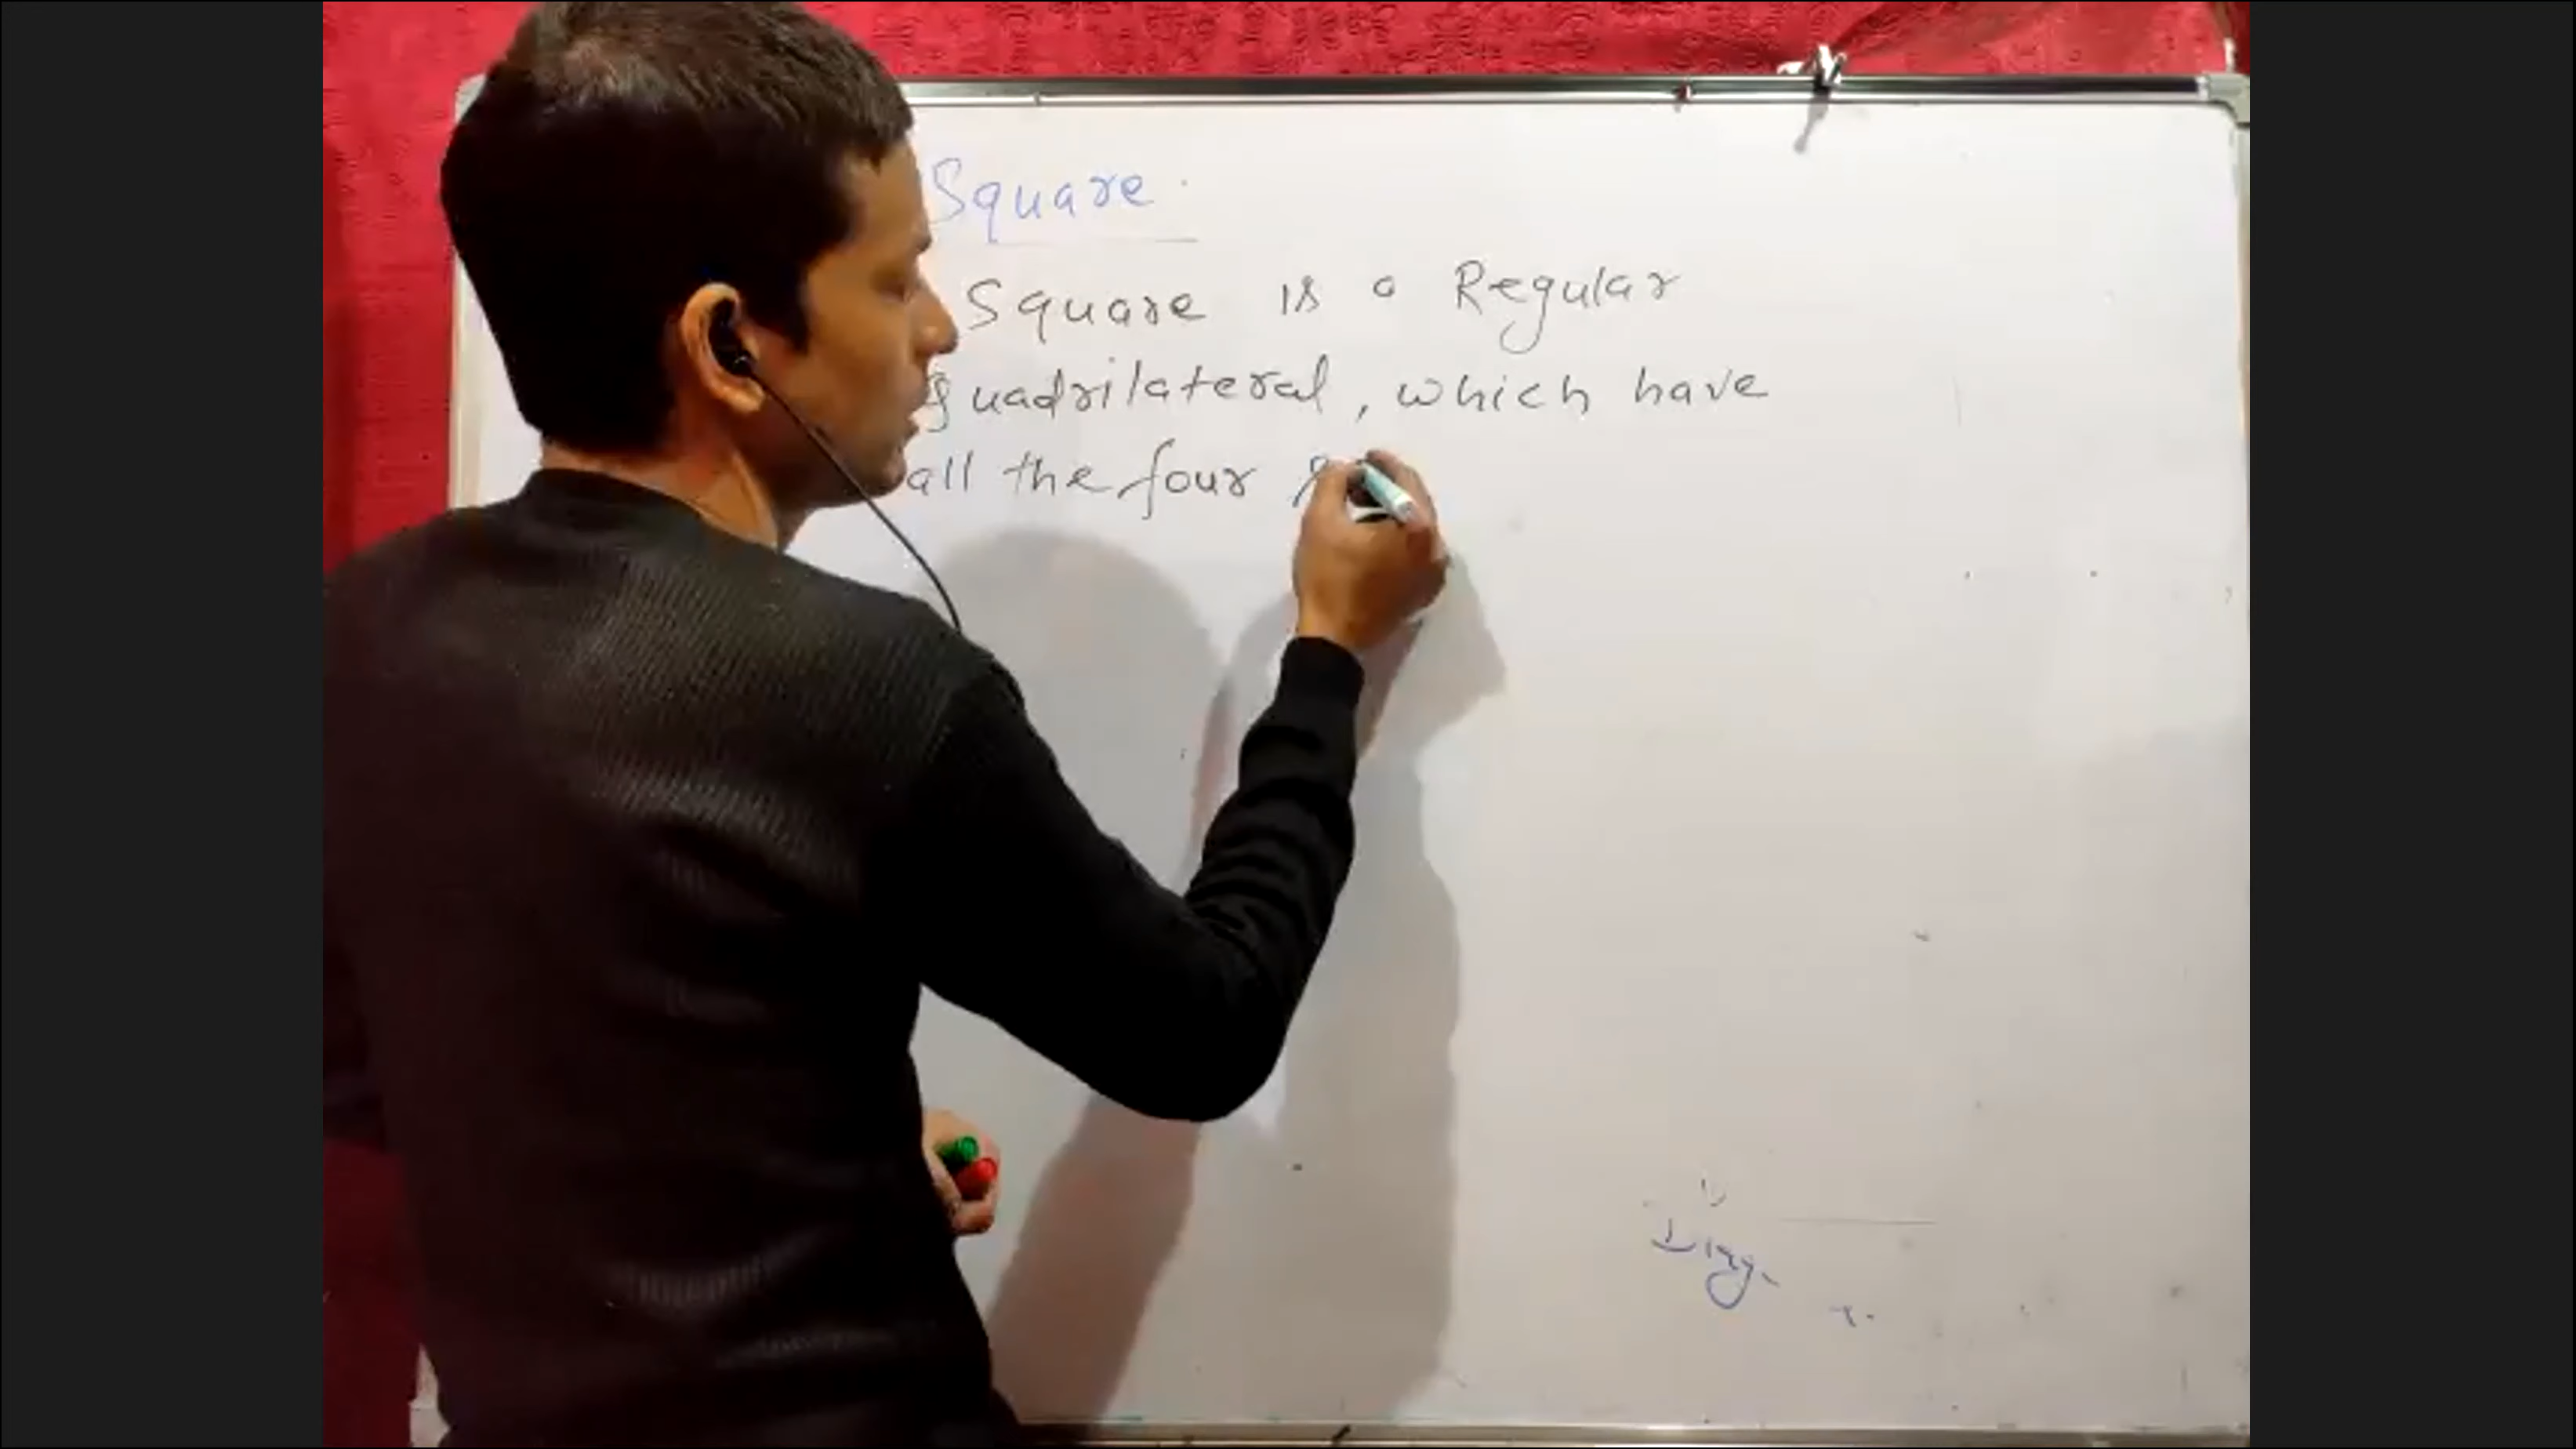 Square
Square is a Regular
quadrilateral, which have
all the four
Diag.